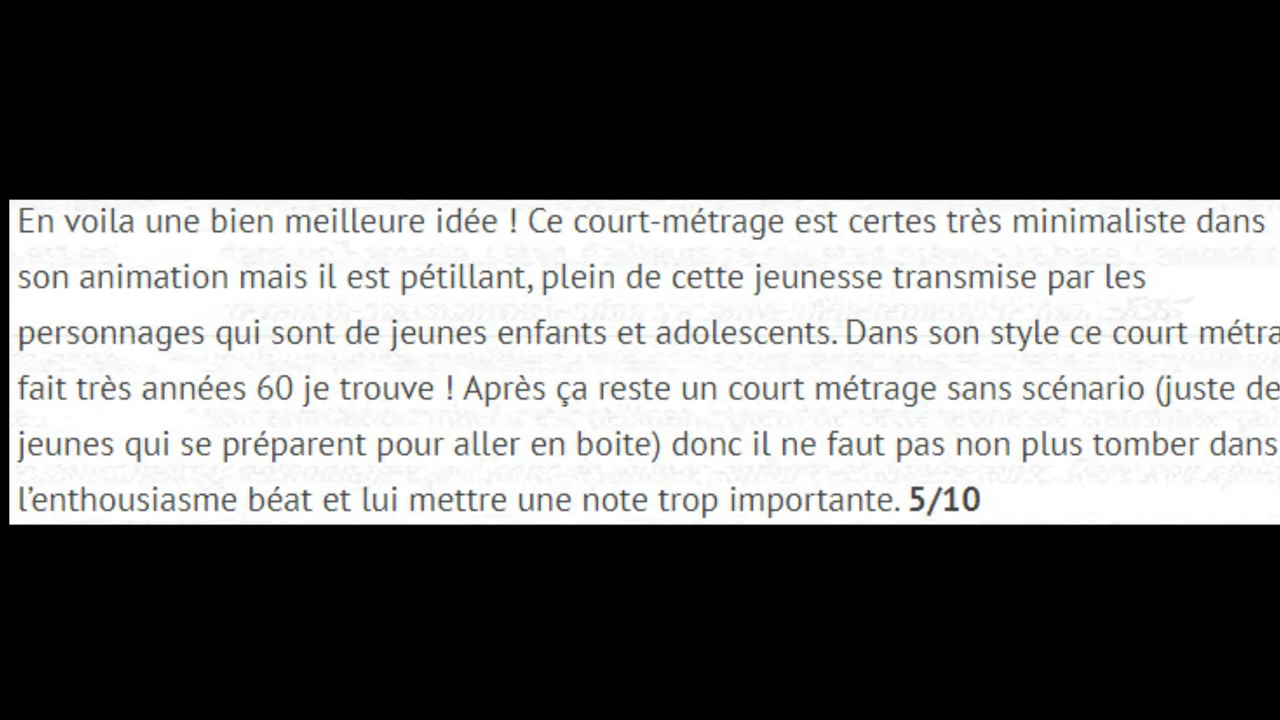 En voila une bien meilleure idée ! Ce court-métrage est certes très minimaliste dans
son animation mais il est pétillant, plein de cette jeunesse transmise par les
personnages qui sont de jeunes enfants et adolescents. Dans son style ce court métra
fait très années 60 je trouve ! Après ça reste un court métrage sans scénario (juste de
jeunes qui se préparent pour aller en boite) donc il ne faut pas non plus tomber dans
l’enthousiasme béat et lui mettre une note trop importante. 5/10